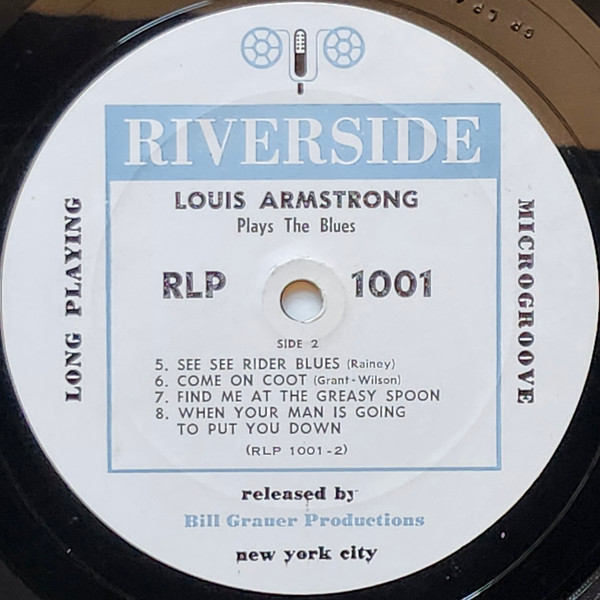 RIVERSIDE
LOUIS ARMSTRONG
Plays The Blues
LONG PLAYING
RLP 1001
MICROGROOVE
SIDE 2
5. SEE SEE RIDER BLUES (Rainey)
6. COME ON COOT (Grant-Wilson)
7. FIND ME AT THE GREASY SPOON
8. WHEN YOUR MAN IS GOING
TO PUT YOU DOWN
(RLP 1001-2)
released by
Bill Grauer Productions
new york city